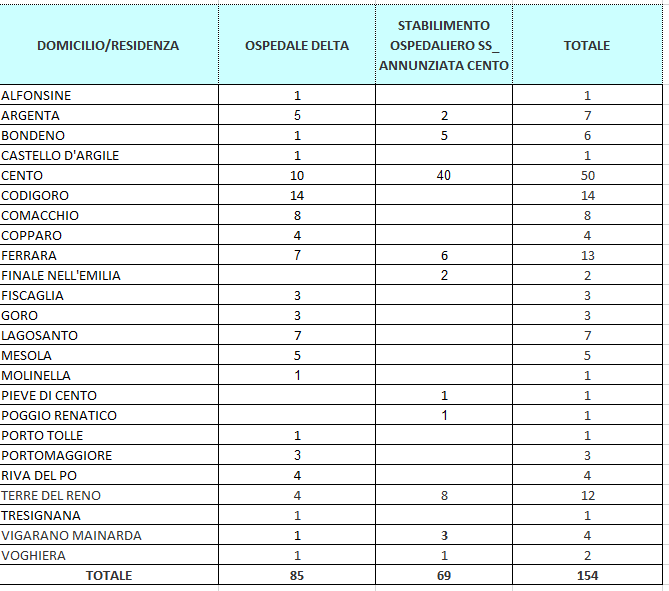 DOMICILIO/RESIDENZA OSPEDALE DELTA STABILIMENTO OSPEDALIERO SS_ ANNUNZIATA CENTO TOTALE
ALFONSINE 1 1
ARGENTA 5 2 7
BONDENO 1 5 6
CASTELLO D'ARGILE 1 1
CENTO 10 40 50
CODIGORO 14 14
COMACCHIO 8 8
COPPARO 4 4
FERRARA 7 6 13
FINALE NELL'EMILIA 2 2
FISCAGLIA 3 3
GORO 3 3
LAGOSANTO 7 7
MESOLA 5 5
MOLINELLA 1 1
PIEVE DI CENTO 1 1
POGGIO RENATICO 1 1
PORTO TOLLE 1 1
PORTOMAGGIORE 3 3
RIVA DEL PO 4 4
TERRE DEL RENO 4 8 12
TRESIGNANA 1 1
VIGARANO MAINARDA 1 3 4
VOGHIERA 1 1 2
TOTALE 85 69 154